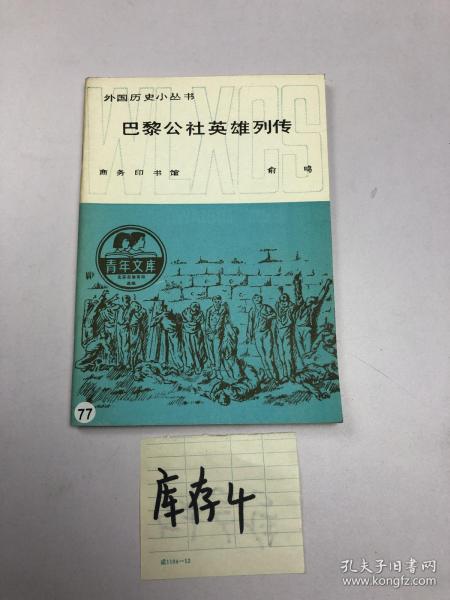 外国历史小丛书
WLXCS
巴黎公社英雄列传
商务印书馆 俞鸣
青年文库
77
库存4
孔夫子旧书网
www.kongfz.com